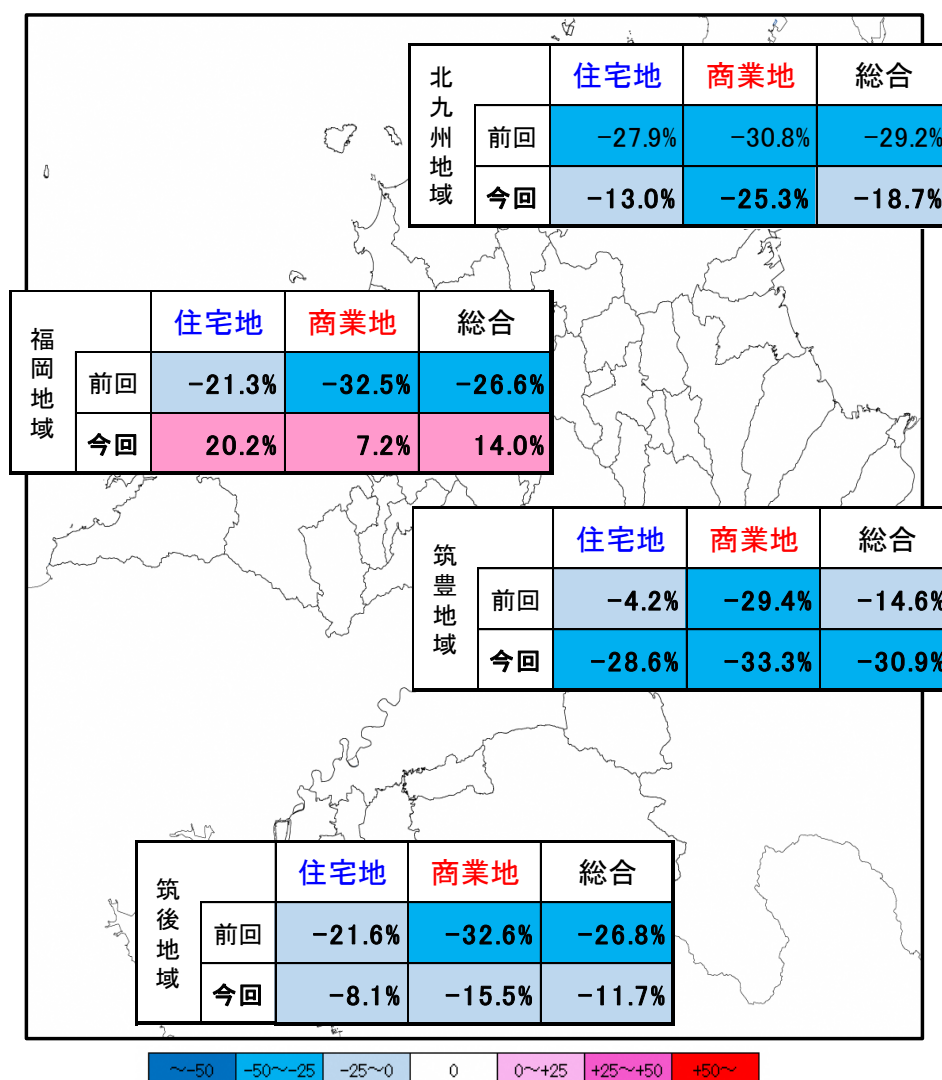 北九州地域
住宅地 商業地 総合
前回 -27.9% -30.8% -29.2%
今回 -13.0% -25.3% -18.7%
福岡地域
住宅地 商業地 総合
前回 -21.3% -32.5% -26.6%
今回 20.2% 7.2% 14.0%
筑豊地域
住宅地 商業地 総合
前回 -4.2% -29.4% -14.6%
今回 -28.6% -33.3% -30.9%
筑後地域
住宅地 商業地 総合
前回 -21.6% -32.6% -26.8%
今回 -8.1% -15.5% -11.7%
～-50 -50～-25 -25～0 0 0～+25 +25～+50 +50～